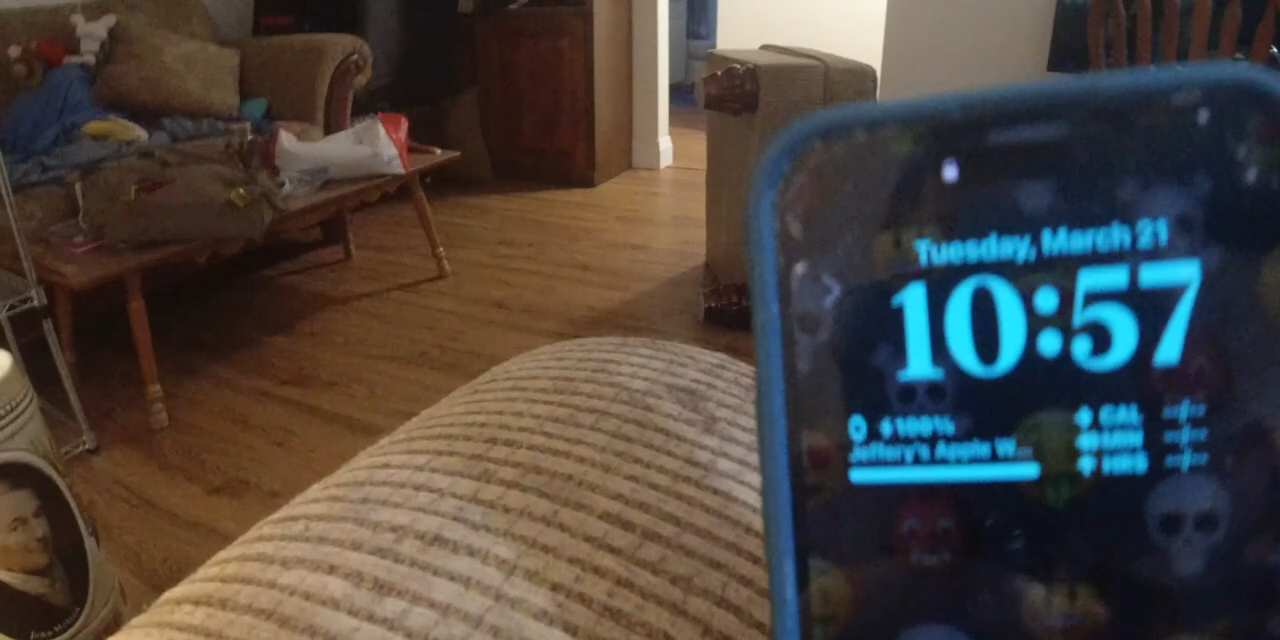 Tuesday, March 21
10:57
100%
Jeffery's Apple W...
CAL --/--
MIN --/--
HRS --/--